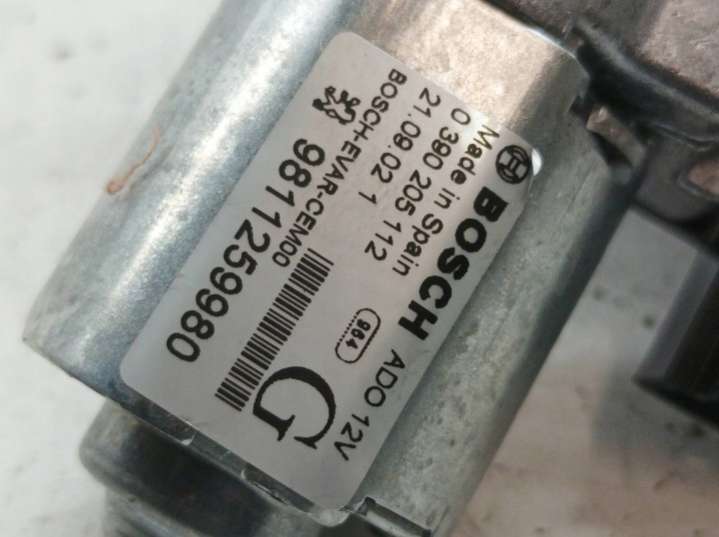 BOSCH ADO 12V
Made in Spain
0 390 205 112
21.09.02 1
964
BOSCH-EVAR-CEM00
G
9811259980